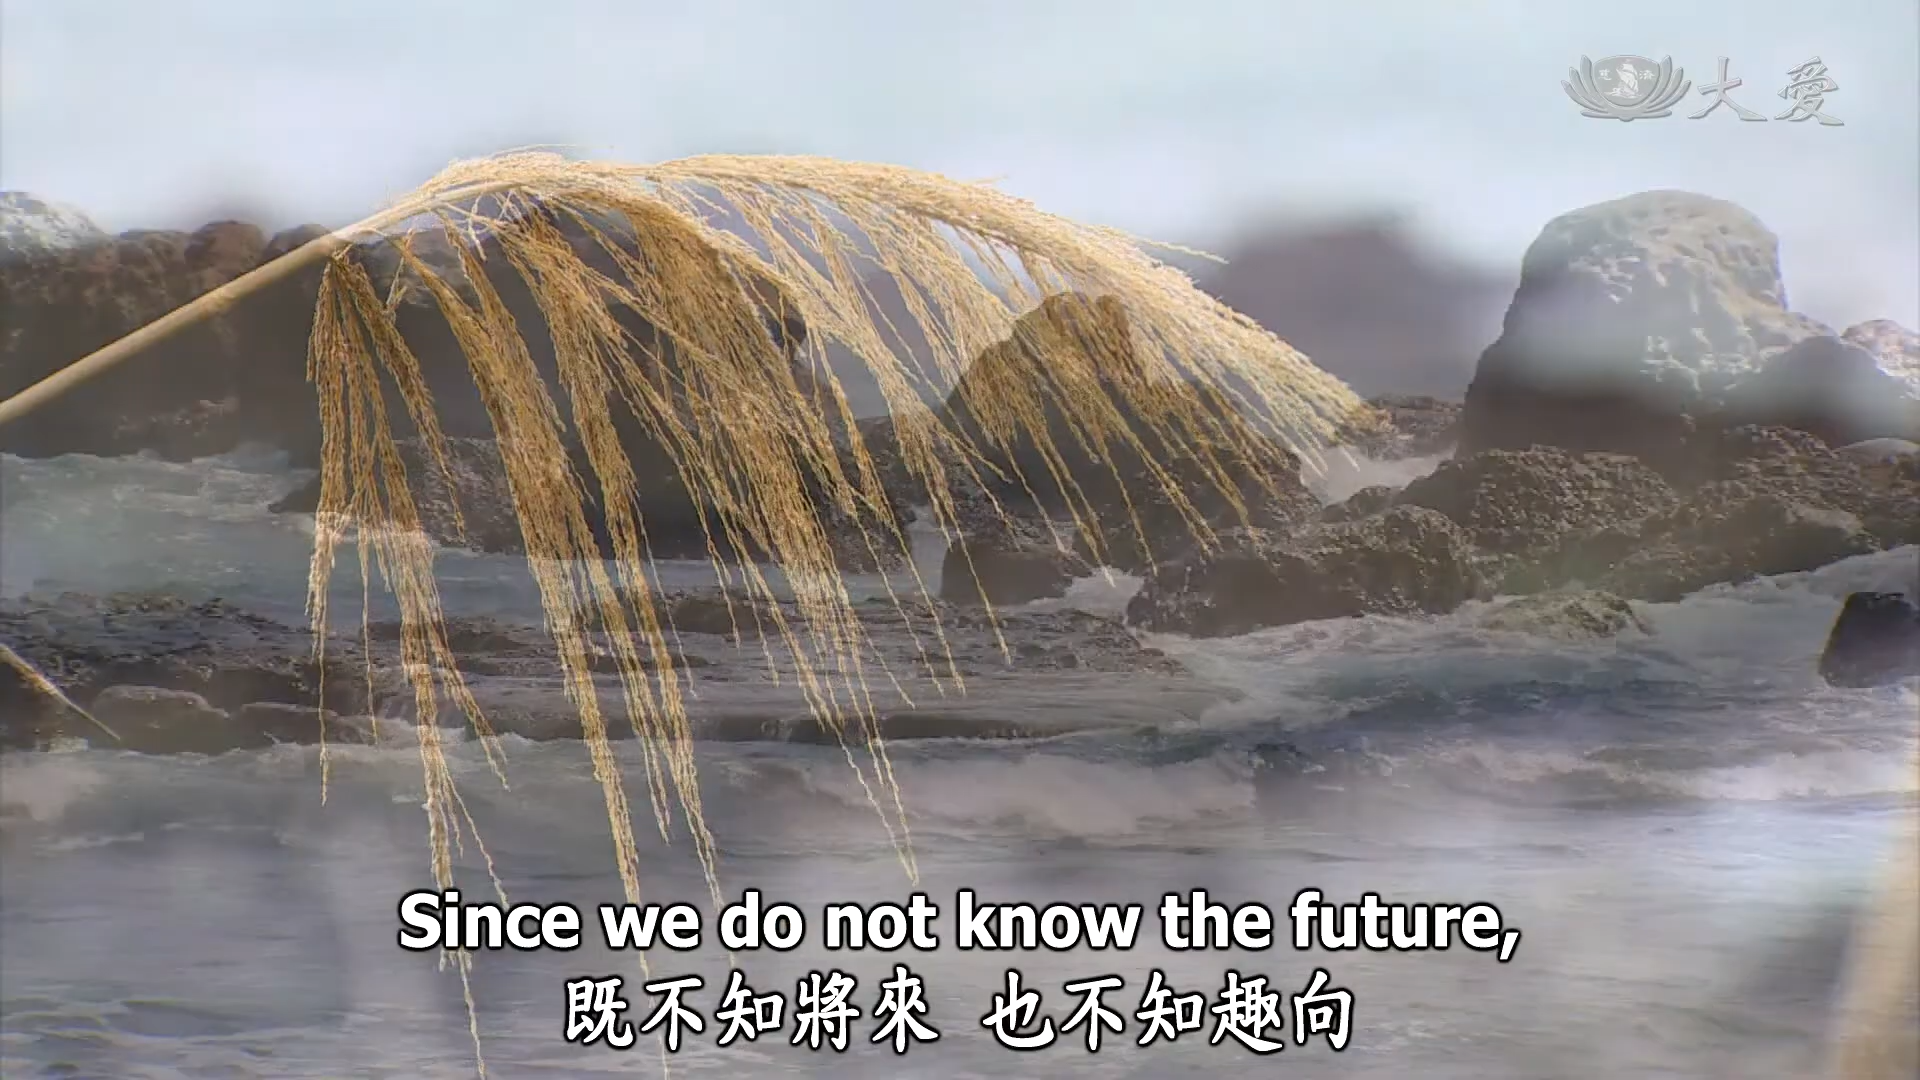 大愛
Since we do not know the future,
既不知將來 也不知趣向